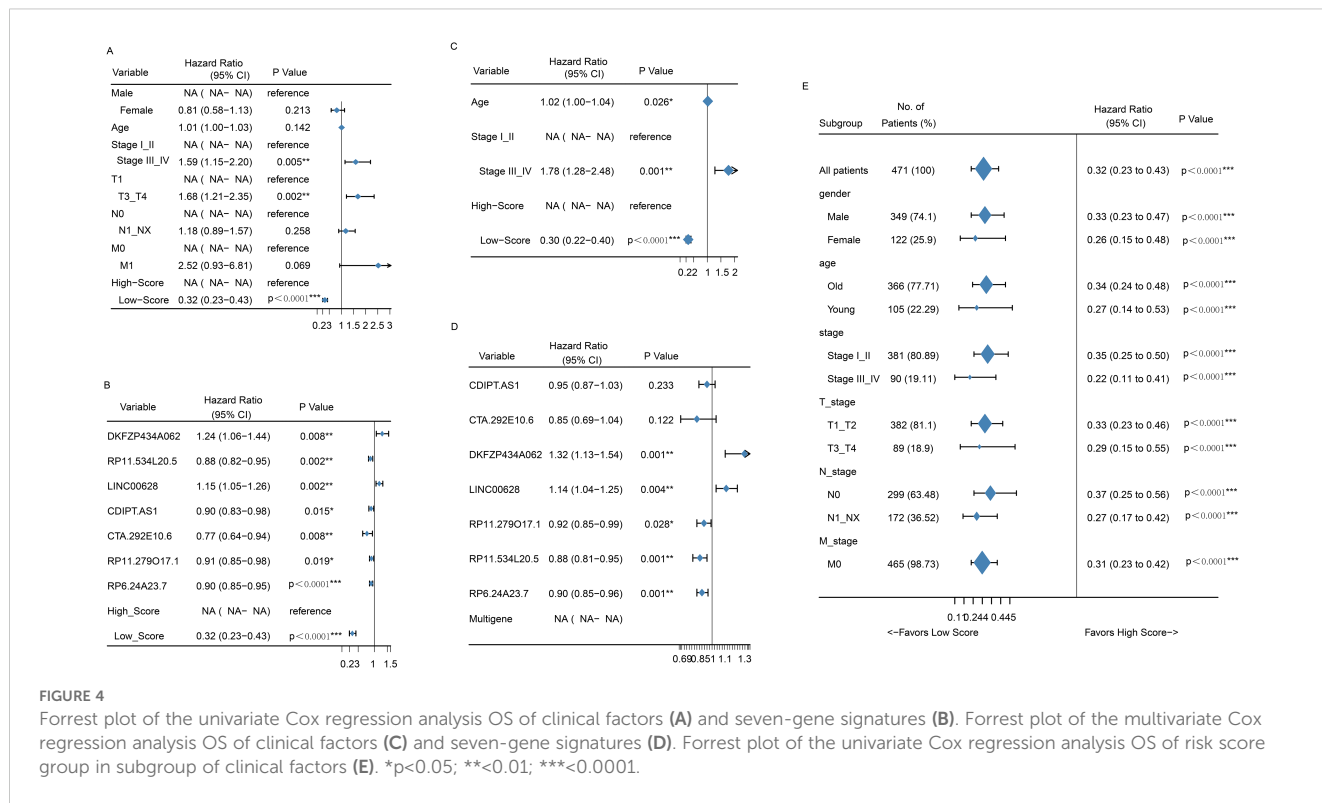 A
Variable Hazard Ratio (95% CI) P Value
Male NA ( NA− NA) reference
Female 0.81 (0.58−1.13) 0.213
Age 1.01 (1.00−1.03) 0.142
Stage I_II NA ( NA− NA) reference
Stage III_IV 1.59 (1.15−2.20) 0.005**
T1 NA ( NA− NA) reference
T3_T4 1.68 (1.21−2.35) 0.002**
N0 NA ( NA− NA) reference
N1_NX 1.18 (0.89−1.57) 0.258
M0 NA ( NA− NA) reference
M1 2.52 (0.93−6.81) 0.069
High−Score NA ( NA− NA) reference
Low−Score 0.32 (0.23−0.43) p<0.0001***
0.23 1 1.5 2 2.5 3
B
Variable Hazard Ratio (95% CI) P Value
DKFZP434A062 1.24 (1.06−1.44) 0.008**
RP11.534L20.5 0.88 (0.82−0.95) 0.002**
LINC00628 1.15 (1.05−1.26) 0.002**
CDIPT.AS1 0.90 (0.83−0.98) 0.015*
CTA.292E10.6 0.77 (0.64−0.94) 0.008**
RP11.279O17.1 0.91 (0.85−0.98) 0.019*
RP6.24A23.7 0.90 (0.85−0.95) p<0.0001***
High_Score NA ( NA− NA) reference
Low_Score 0.32 (0.23−0.43) p<0.0001***
0.23 1 1.5
C
Variable Hazard Ratio (95% CI) P Value
Age 1.02 (1.00−1.04) 0.026*
Stage I_II NA ( NA− NA) reference
Stage III_IV 1.78 (1.28−2.48) 0.001**
High−Score NA ( NA− NA) reference
Low−Score 0.30 (0.22−0.40) p<0.0001***
0.22 1 1.5 2
D
Variable Hazard Ratio (95% CI) P Value
CDIPT.AS1 0.95 (0.87−1.03) 0.233
CTA.292E10.6 0.85 (0.69−1.04) 0.122
DKFZP434A062 1.32 (1.13−1.54) 0.001**
LINC00628 1.14 (1.04−1.25) 0.004**
RP11.279O17.1 0.92 (0.85−0.99) 0.028*
RP11.534L20.5 0.88 (0.81−0.95) 0.001**
RP6.24A23.7 0.90 (0.85−0.96) 0.001**
Multigene NA ( NA− NA)
0.69 0.85 1 1.1 1.3
E
Subgroup No. of Patients (%) Hazard Ratio (95% CI) P Value
All patients 471 (100) 0.32 (0.23 to 0.43) p<0.0001***
gender
Male 349 (74.1) 0.33 (0.23 to 0.47) p<0.0001***
Female 122 (25.9) 0.26 (0.15 to 0.48) p<0.0001***
age
Old 366 (77.71) 0.34 (0.24 to 0.48) p<0.0001***
Young 105 (22.29) 0.27 (0.14 to 0.53) p<0.0001***
stage
Stage I_II 381 (80.89) 0.35 (0.25 to 0.50) p<0.0001***
Stage III_IV 90 (19.11) 0.22 (0.11 to 0.41) p<0.0001***
T_stage
T1_T2 382 (81.1) 0.33 (0.23 to 0.46) p<0.0001***
T3_T4 89 (18.9) 0.29 (0.15 to 0.55) p<0.0001***
N_stage
N0 299 (63.48) 0.37 (0.25 to 0.56) p<0.0001***
N1_NX 172 (36.52) 0.27 (0.17 to 0.42) p<0.0001***
M_stage
M0 465 (98.73) 0.31 (0.23 to 0.42) p<0.0001***
0.11 0.244 0.445
<−Favors Low Score Favors High Score−>
FIGURE 4
Forrest plot of the univariate Cox regression analysis OS of clinical factors (A) and seven-gene signatures (B). Forrest plot of the multivariate Cox
regression analysis OS of clinical factors (C) and seven-gene signatures (D). Forrest plot of the univariate Cox regression analysis OS of risk score
group in subgroup of clinical factors (E). *p<0.05; **<0.01; ***<0.0001.